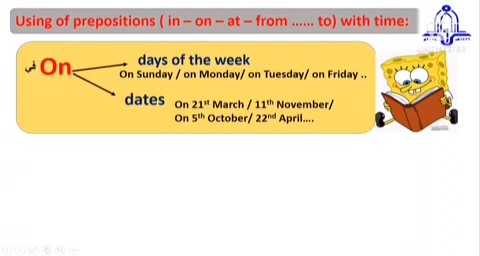 Using of prepositions ( in – on – at – from …… to) with time:
في On
days of the week
On Sunday / on Monday/ on Tuesday/ on Friday ..
dates
On 21st March / 11th November/
On 5th October/ 22nd April....